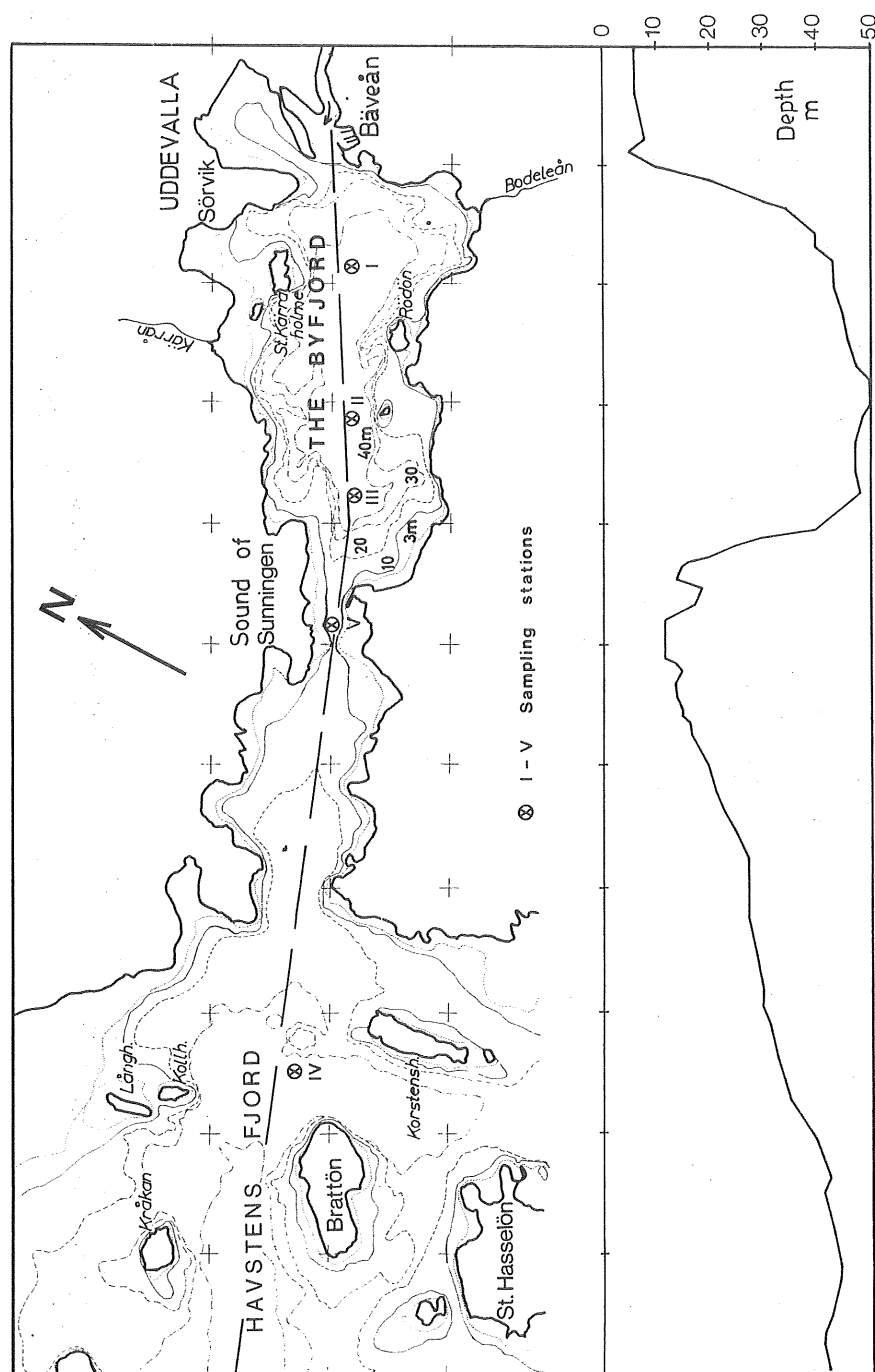 UDDEVALLA
Sörvik
Bäveån
Bodeleån
Kärraå
St.Kärra
holme
THE BYFJORD
I
Rödön
II
40m
III
30
20
10
3m
Sound of
Sunningen
N
V
I-V Sampling stations
HAVSTENS FJORD
IV
Långh.
Kollh.
Korstensh.
Kråkan
Brattön
St. Hasselön
0
10
20
30
40
50
Depth
m